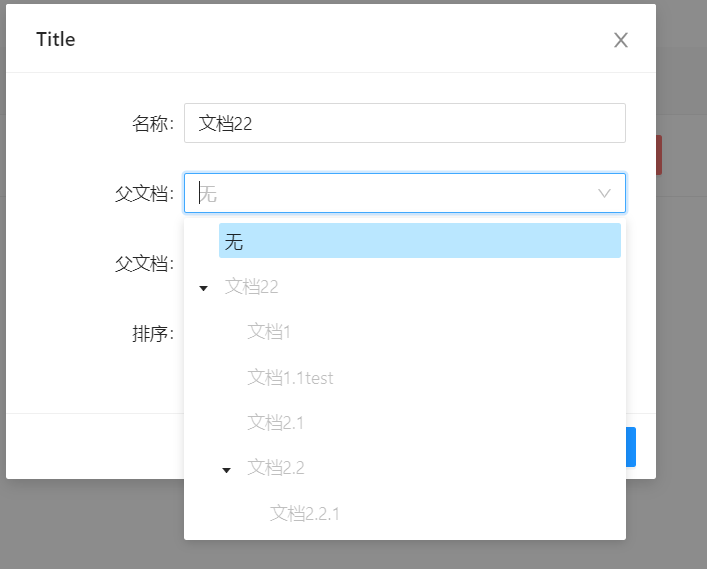 Title
名称: 文档22
父文档: 无
无
父文档:
文档22
排序:
文档1
文档1.1test
文档2.1
文档2.2
文档2.2.1